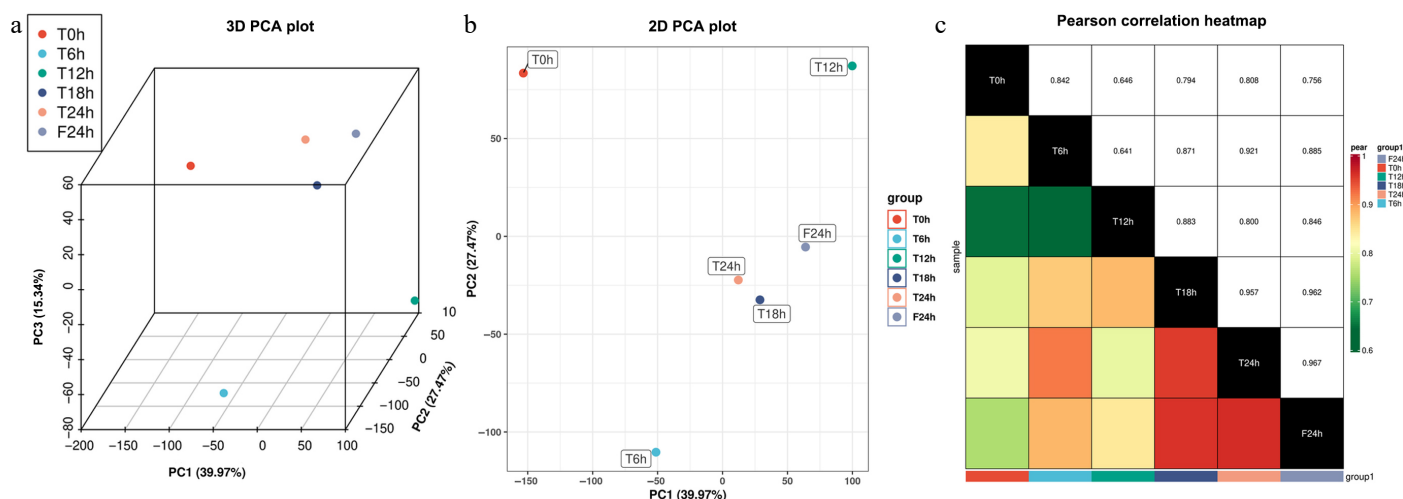 a
3D PCA plot
T0h
T6h
T12h
T18h
T24h
F24h
60
40
20
0
−20
−40
−60
−80
PC3 (15.34%)
−200
−150
−100
−50
0
50
100
PC1 (39.97%)
−150
−100
−50
0
50
10
PC2 (27.47%)
b
2D PCA plot
T0h
T12h
F24h
T24h
T18h
T6h
50
0
−50
−100
PC2 (27.47%)
−150
−100
−50
0
50
100
PC1 (39.97%)
group
T0h
T6h
T12h
T18h
T24h
F24h
c
Pearson correlation heatmap
T0h 0.842 0.646 0.794 0.808 0.756
T6h 0.641 0.871 0.921 0.885
T12h 0.883 0.800 0.846
T18h 0.957 0.962
T24h 0.967
F24h
sample
group1
pear
1
0.9
0.8
0.7
0.6
group1
F24h
T0h
T12h
T18h
T24h
T6h